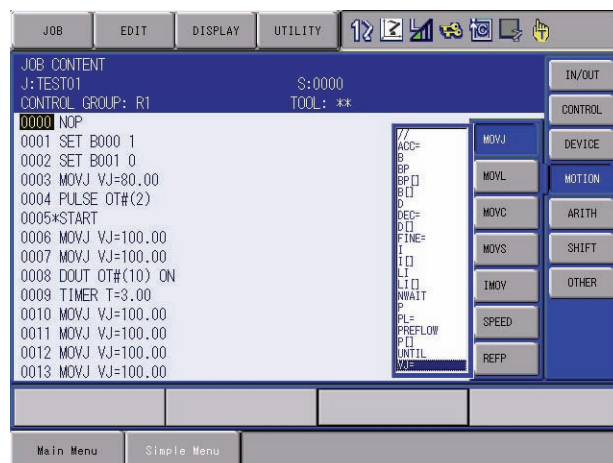 JOB EDIT DISPLAY UTILITY
JOB CONTENT
J:TEST01 S:0000
CONTROL GROUP: R1 TOOL: **
0000 NOP
0001 SET B000 1
0002 SET B001 0
0003 MOVJ VJ=80.00
0004 PULSE OT#(2)
0005*START
0006 MOVJ VJ=100.00
0007 MOVJ VJ=100.00
0008 DOUT OT#(10) ON
0009 TIMER T=3.00
0010 MOVJ VJ=100.00
0011 MOVJ VJ=100.00
0012 MOVJ VJ=100.00
0013 MOVJ VJ=100.00
//
ACC=
B
BP
BP[]
B[]
D
DEC=
D[]
FINE=
I
I[]
LI
LI[]
NWAIT
P
PL=
PREFLOW
P[]
UNTIL
VJ=
MOVJ
MOVL
MOVC
MOVS
IMOV
SPEED
REFP
IN/OUT
CONTROL
DEVICE
MOTION
ARITH
SHIFT
OTHER
Main Menu Simple Menu